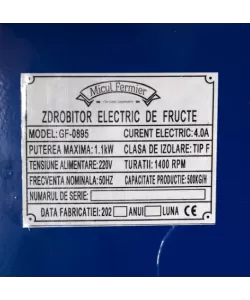 Micul Fermier
ZDROBITOR ELECTRIC DE FRUCTE
MODEL: GF-0895 CURENT ELECTRIC: 4.0A
PUTEREA MAXIMA: 1.1kW CLASA DE IZOLARE: TIP F
TENSIUNE ALIMENTARE: 220V TURATII: 1400 RPM
FRECVENTA NOMINALA: 50HZ CAPACITATE PRODUCTIE: 500KG/H
NUMARUL DE SERIE:
DATA FABRICATIEI: 202 ANUI LUNA CE